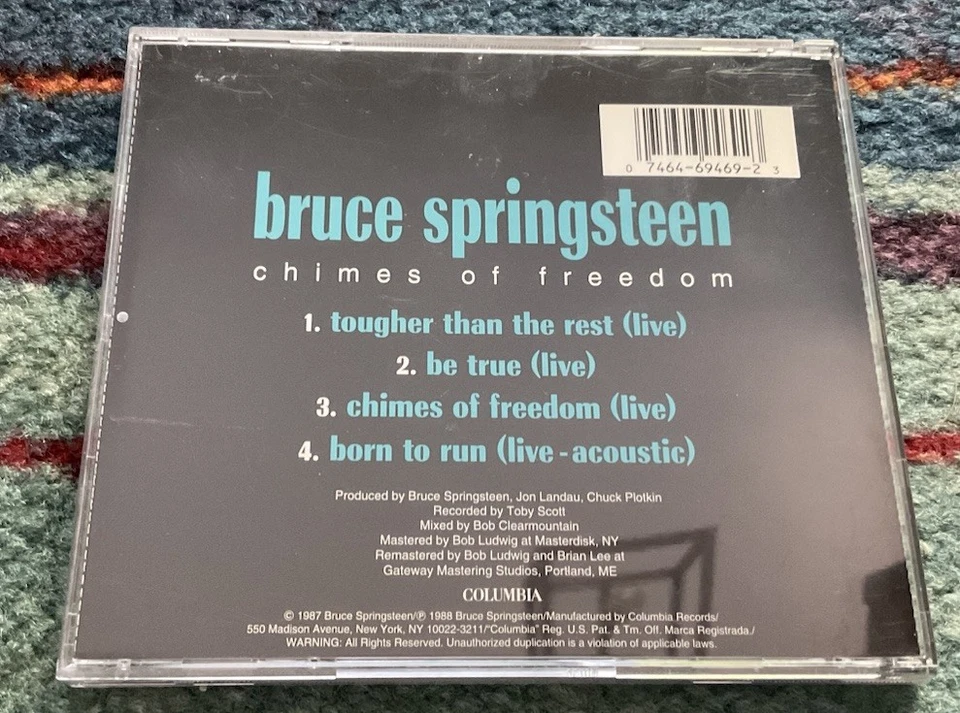 0 7464-69469-2 3
bruce springsteen
chimes of freedom
1. tougher than the rest (live)
2. be true (live)
3. chimes of freedom (live)
4. born to run (live-acoustic)
Produced by Bruce Springsteen, Jon Landau, Chuck Plotkin
Recorded by Toby Scott
Mixed by Bob Clearmountain
Mastered by Bob Ludwig at Masterdisk, NY
Remastered by Bob Ludwig and Brian Lee at
Gateway Mastering Studios, Portland, ME
COLUMBIA
© 1987 Bruce Springsteen/℗ 1988 Bruce Springsteen/Manufactured by Columbia Records/
550 Madison Avenue, New York, NY 10022-3211/"Columbia" Reg. U.S. Pat. & Tm. Off. Marca Registrada./
WARNING: All Rights Reserved. Unauthorized duplication is a violation of applicable laws.